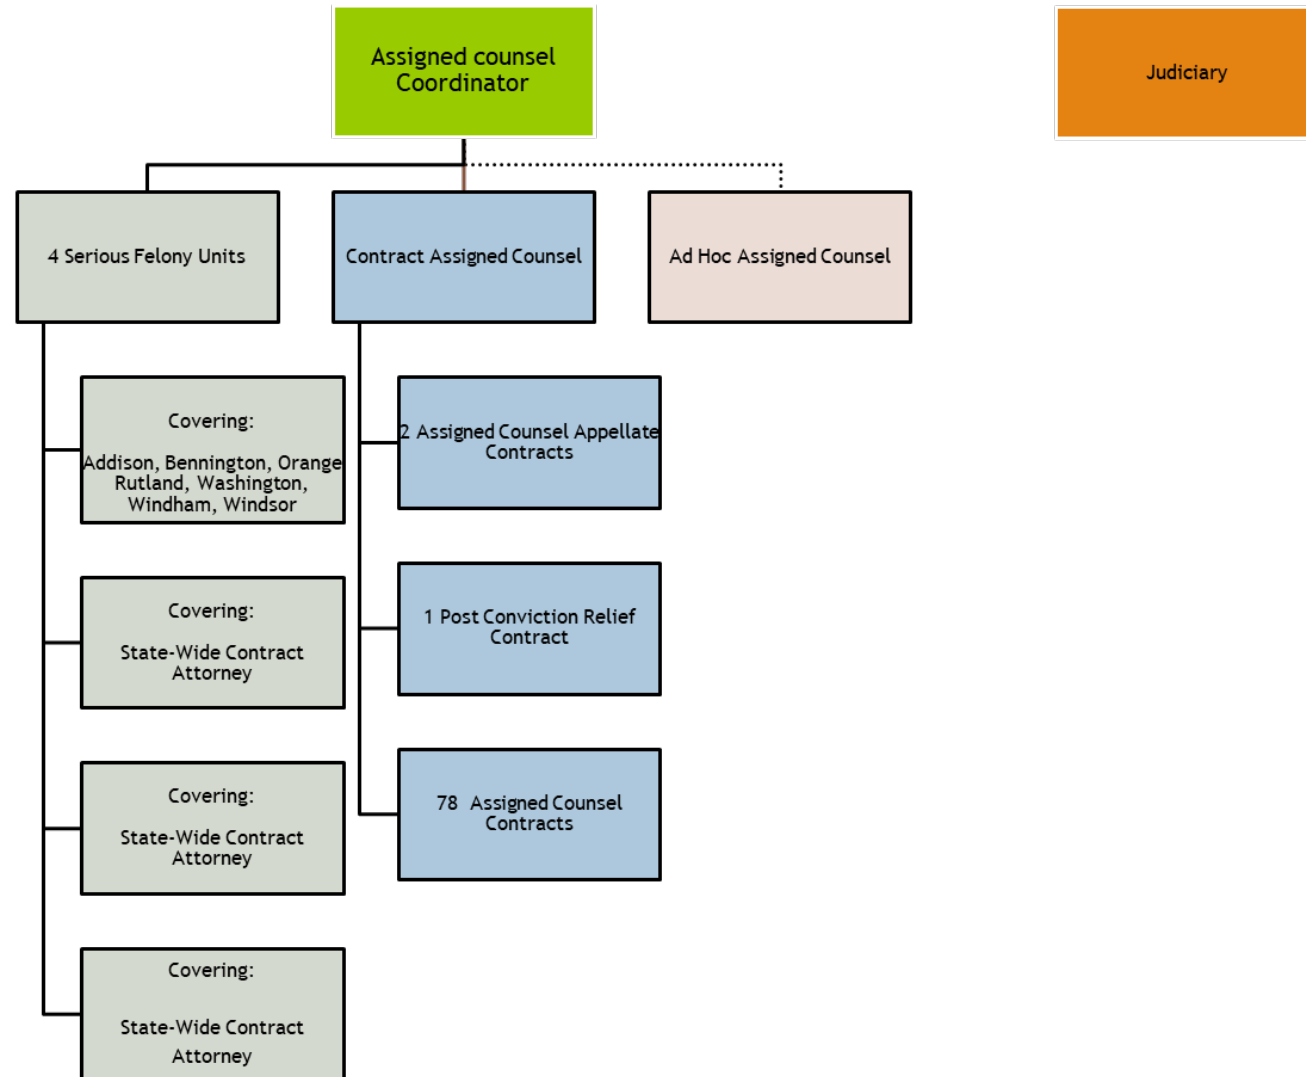 Assigned counsel
Coordinator
Judiciary
4 Serious Felony Units
Contract Assigned Counsel
Ad Hoc Assigned Counsel
Covering:
Addison, Bennington, Orange
Rutland, Washington,
Windham, Windsor
2 Assigned Counsel Appellate
Contracts
Covering:
State-Wide Contract
Attorney
1 Post Conviction Relief
Contract
Covering:
State-Wide Contract
Attorney
78 Assigned Counsel
Contracts
Covering:
State-Wide Contract
Attorney